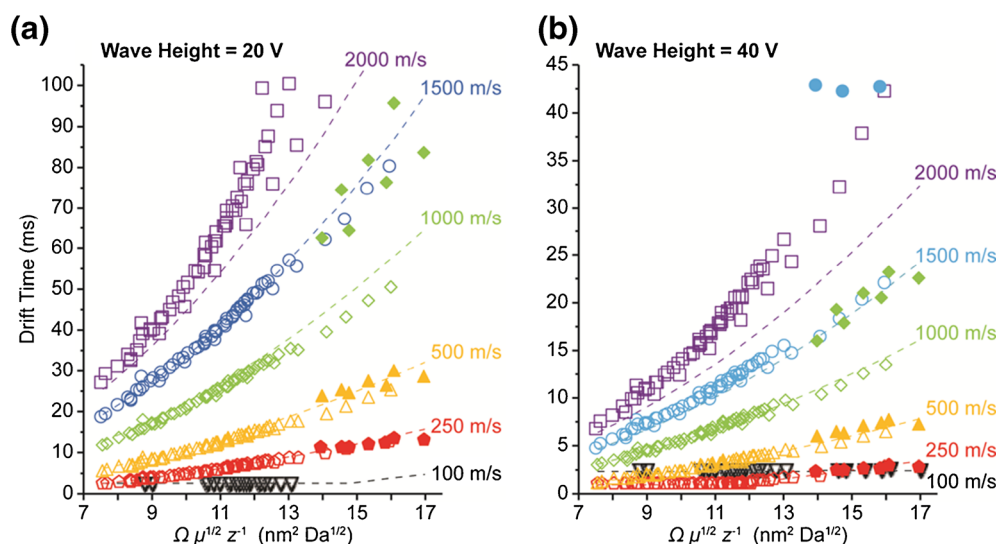 (a)
Wave Height = 20 V
Drift Time (ms)
100
90
80
70
60
50
40
30
20
10
0
2000 m/s
1500 m/s
1000 m/s
500 m/s
250 m/s
100 m/s
7 9 11 13 15 17
Ω μ1/2 z-1 (nm2 Da1/2)
(b)
Wave Height = 40 V
45
40
35
30
25
20
15
10
5
0
2000 m/s
1500 m/s
1000 m/s
500 m/s
250 m/s
100 m/s
7 9 11 13 15 17
Ω μ1/2 z-1 (nm2 Da1/2)